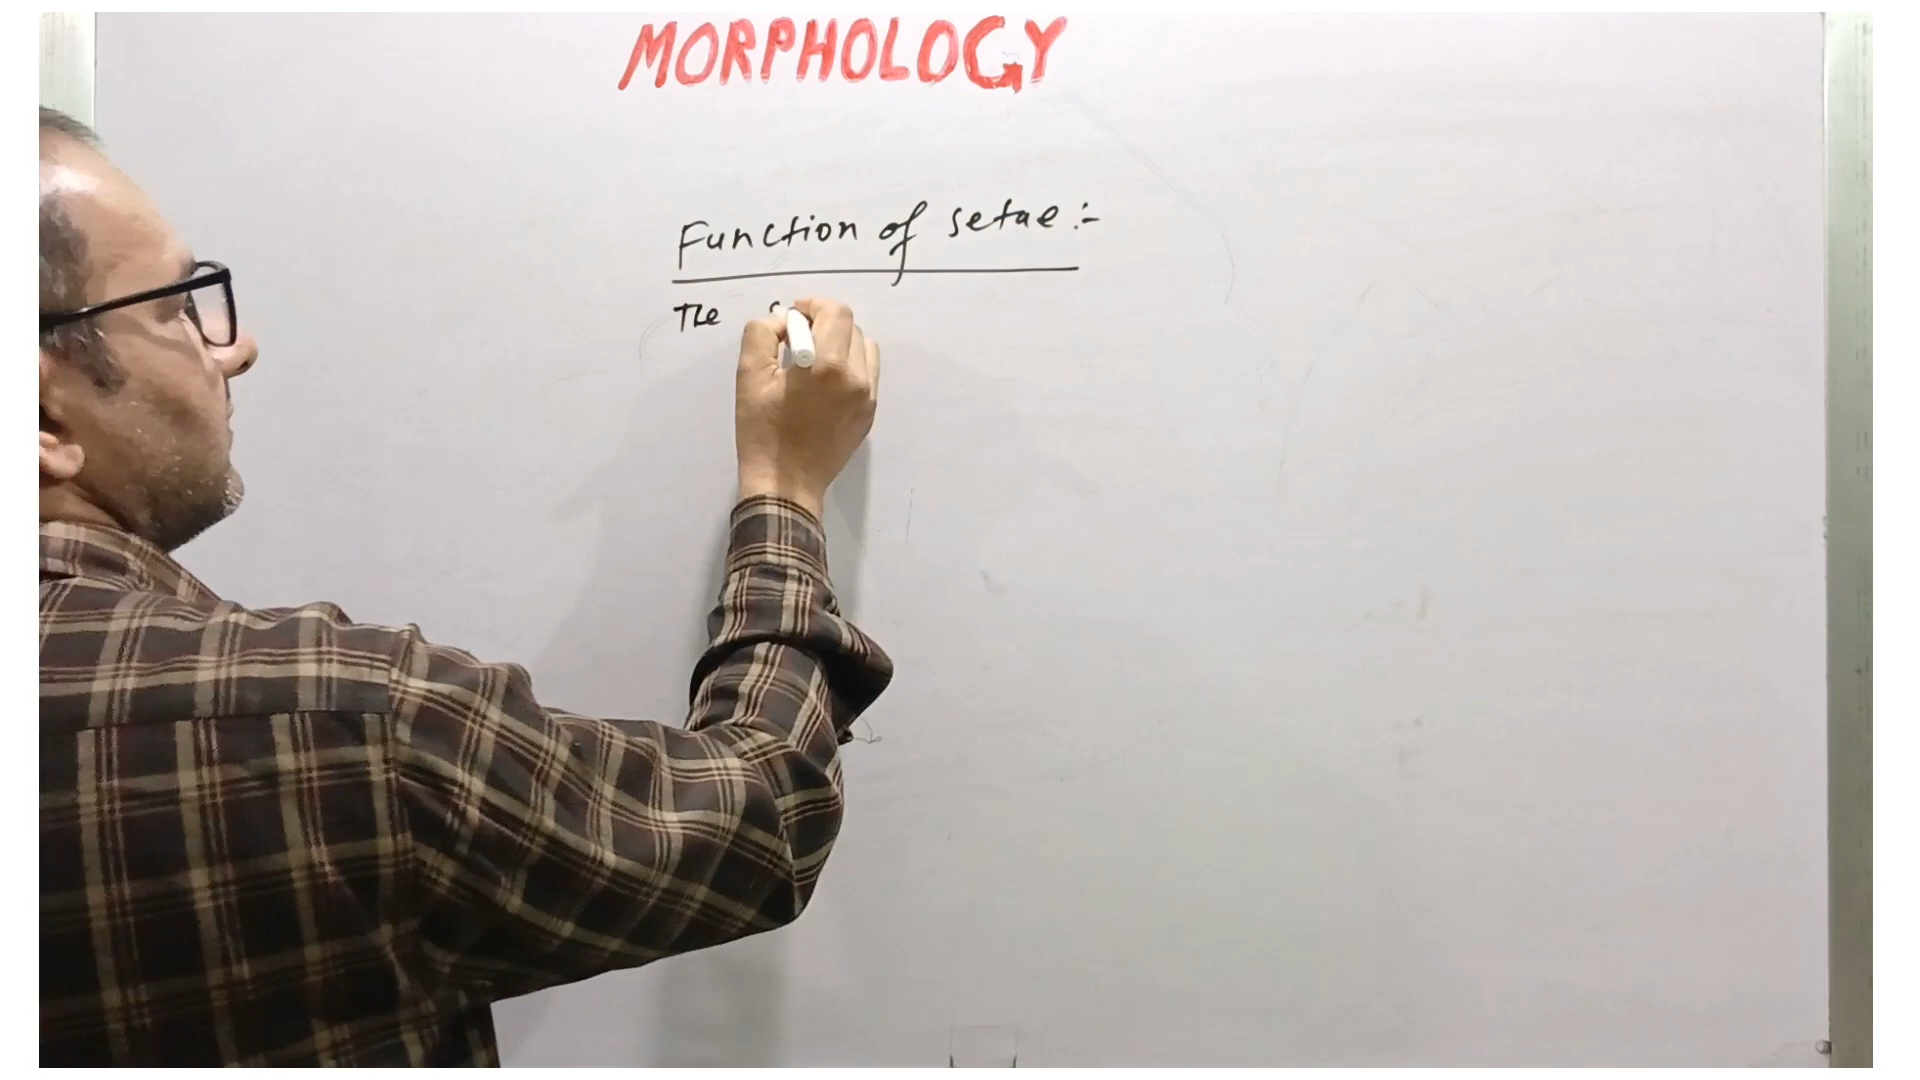 MORPHOLOGY
Function of setae :-
The